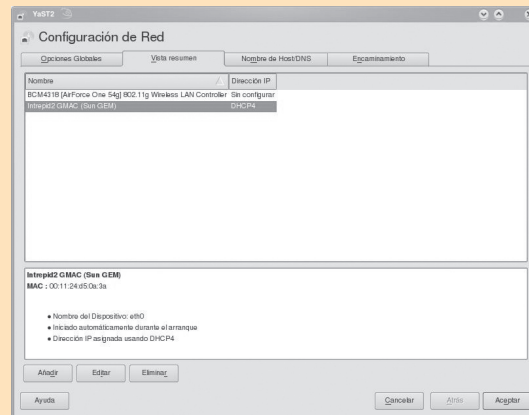 YaST2
Configuración de Red
Opciones Globales
Vista resumen
Nombre de Host/DNS
Encaminamiento
Nombre
Dirección IP
BCM4318 [AirForce One 54g] 802.11g Wireless LAN Controller Sin configurar
Intrepid2 GMAC (Sun GEM) DHCP4
Intrepid2 GMAC (Sun GEM)
MAC : 00:11:24:d5:0a:3a
• Nombre del Dispositivo: eth0
• Iniciado automáticamente durante el arranque
• Dirección IP asignada usando DHCP4
Añadir
Editar
Eliminar
Ayuda
Cancelar
Atrás
Aceptar